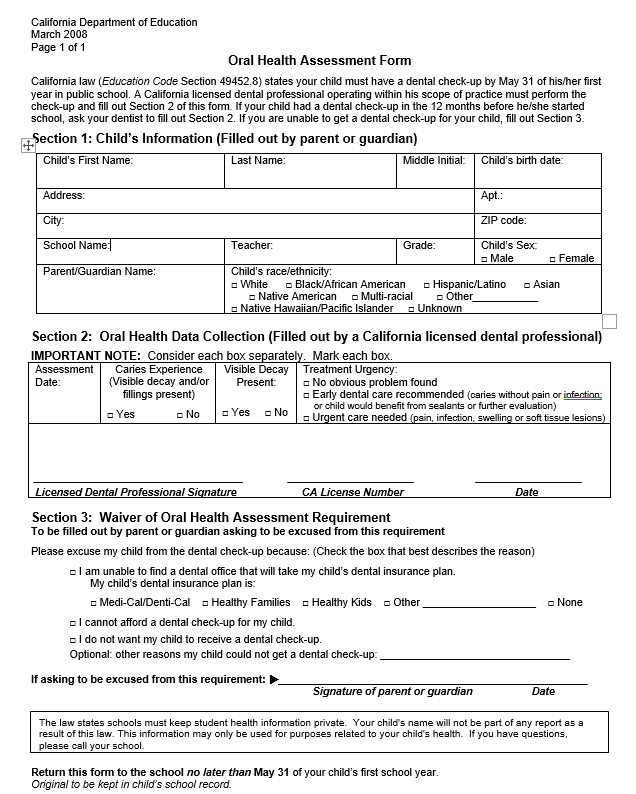 California Department of Education
March 2008
Page 1 of 1
Oral Health Assessment Form
California law (Education Code Section 49452.8) states your child must have a dental check-up by May 31 of his/her first
year in public school. A California licensed dental professional operating within his scope of practice must perform the
check-up and fill out Section 2 of this form. If your child had a dental check-up in the 12 months before he/she started
school, ask your dentist to fill out Section 2. If you are unable to get a dental check-up for your child, fill out Section 3.
Section 1: Child's Information (Filled out by parent or guardian)
Child's First Name: Last Name: Middle Initial: Child's birth date:
Address: Apt.:
City: ZIP code:
School Name: Teacher: Grade: Child's Sex:
□ Male □ Female
Parent/Guardian Name: Child's race/ethnicity:
□ White □ Black/African American □ Hispanic/Latino □ Asian
□ Native American □ Multi-racial □ Other____________
□ Native Hawaiian/Pacific Islander □ Unknown
Section 2: Oral Health Data Collection (Filled out by a California licensed dental professional)
IMPORTANT NOTE: Consider each box separately. Mark each box.
Assessment Caries Experience Visible Decay Treatment Urgency:
Date: (Visible decay and/or Present: □ No obvious problem found
fillings present) □ Early dental care recommended (caries without pain or infection;
or child would benefit from sealants or further evaluation)
□ Yes □ No □ Yes □ No □ Urgent care needed (pain, infection, swelling or soft tissue lesions)
Licensed Dental Professional Signature CA License Number Date
Section 3: Waiver of Oral Health Assessment Requirement
To be filled out by parent or guardian asking to be excused from this requirement
Please excuse my child from the dental check-up because: (Check the box that best describes the reason)
□ I am unable to find a dental office that will take my child's dental insurance plan.
My child's dental insurance plan is:
□ Medi-Cal/Denti-Cal □ Healthy Families □ Healthy Kids □ Other ___________________ □ None
□ I cannot afford a dental check-up for my child.
□ I do not want my child to receive a dental check-up.
Optional: other reasons my child could not get a dental check-up: ________________________________
If asking to be excused from this requirement: ▶____________________________________________________
Signature of parent or guardian Date
The law states schools must keep student health information private. Your child's name will not be part of any report as a
result of this law. This information may only be used for purposes related to your child's health. If you have questions,
please call your school.
Return this form to the school no later than May 31 of your child's first school year.
Original to be kept in child's school record.